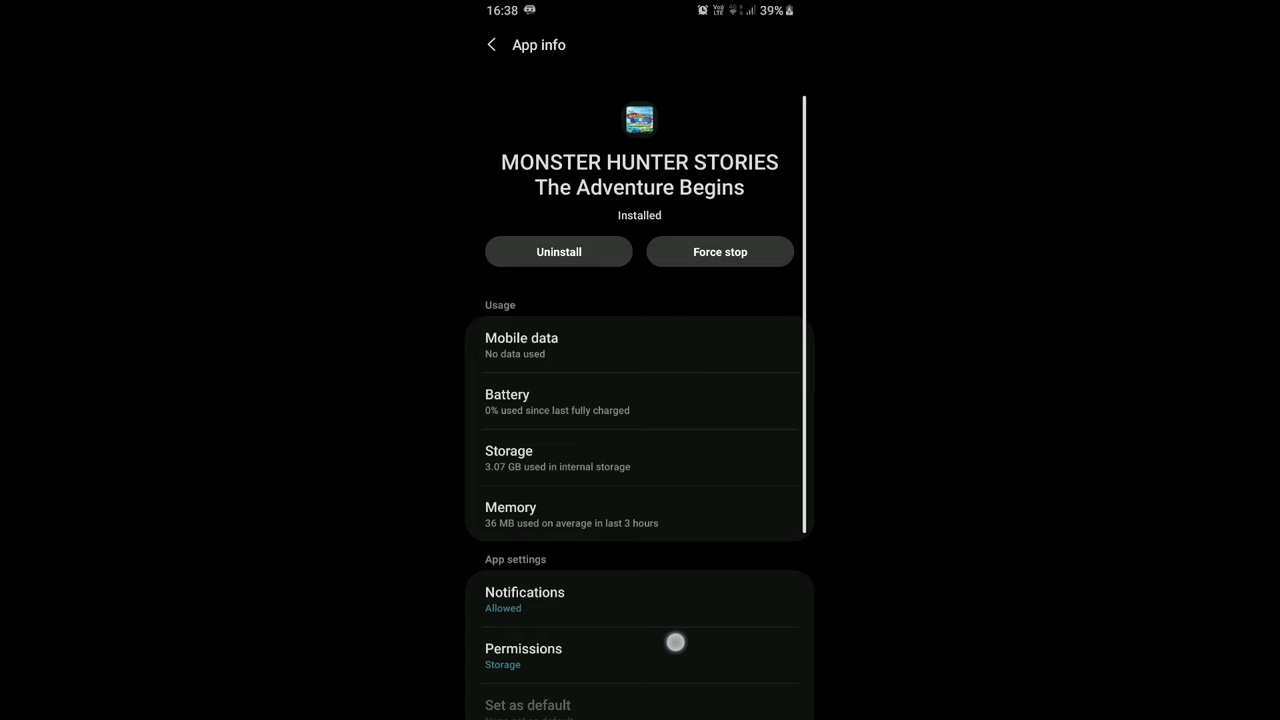 16:38 39%
App info
MONSTER HUNTER STORIES
The Adventure Begins
Installed
Uninstall Force stop
Usage
Mobile data
No data used
Battery
0% used since last fully charged
Storage
3.07 GB used in internal storage
Memory
36 MB used on average in last 3 hours
App settings
Notifications
Allowed
Permissions
Storage
Set as default